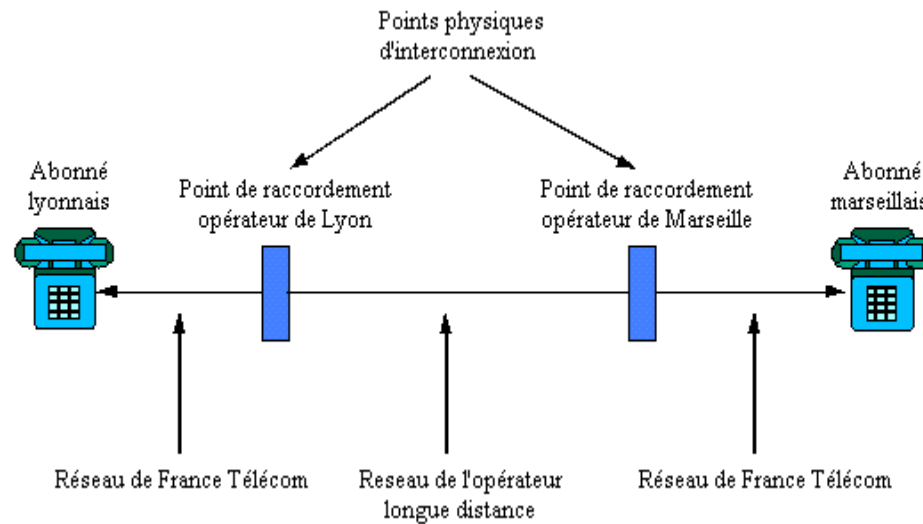 Points physiques
d'interconnexion
Abonné
lyonnais
Point de raccordement
opérateur de Lyon
Point de raccordement
opérateur de Marseille
Abonné
marseillais
Réseau de France Télécom
Reseau de l'opérateur
longue distance
Réseau de France Télécom